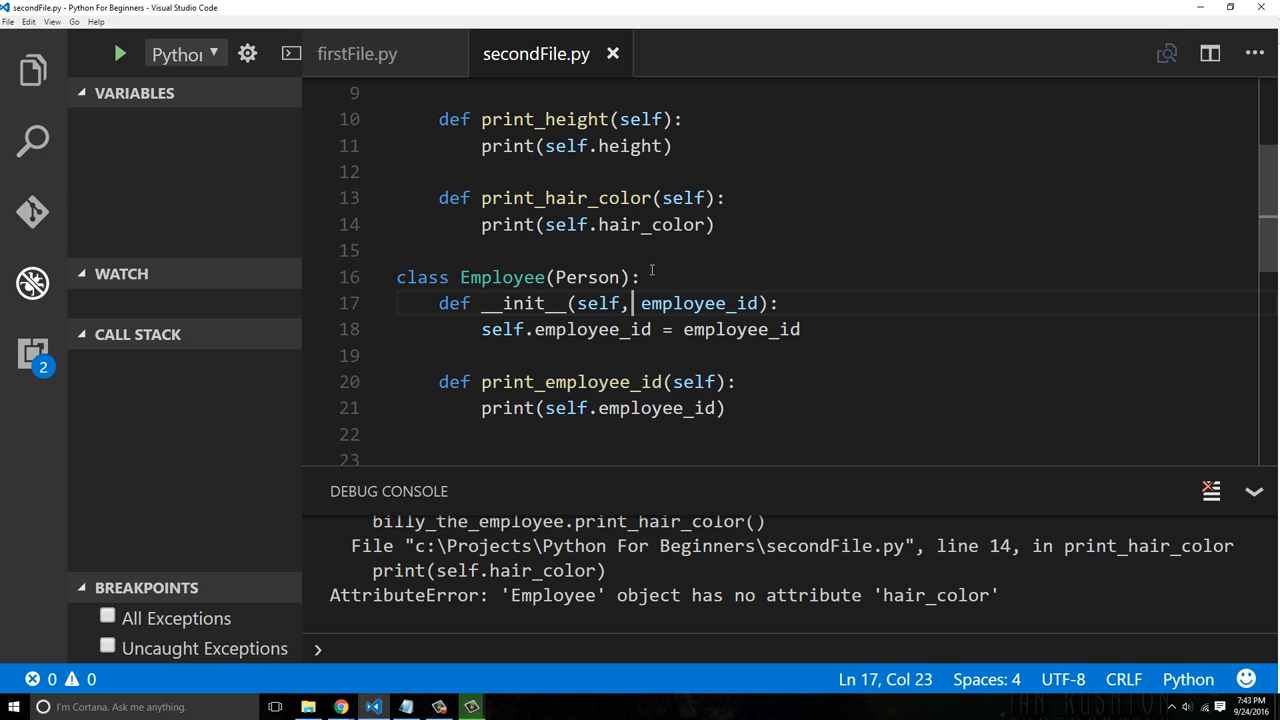 secondFile.py - Python For Beginners - Visual Studio Code
File Edit View Go Help
Pythor
firstFile.py
secondFile.py
VARIABLES
WATCH
CALL STACK
2
BREAKPOINTS
All Exceptions
Uncaught Exceptions
9
10 def print_height(self):
11 print(self.height)
12
13 def print_hair_color(self):
14 print(self.hair_color)
15
16 class Employee(Person):
17 def __init__(self, employee_id):
18 self.employee_id = employee_id
19
20 def print_employee_id(self):
21 print(self.employee_id)
22
23
DEBUG CONSOLE
billy_the_employee.print_hair_color()
File "c:\Projects\Python For Beginners\secondFile.py", line 14, in print_hair_color
print(self.hair_color)
AttributeError: 'Employee' object has no attribute 'hair_color'
0 0
Ln 17, Col 23 Spaces: 4 UTF-8 CRLF Python
I'm Cortana. Ask me anything.
7:43 PM
9/24/2016